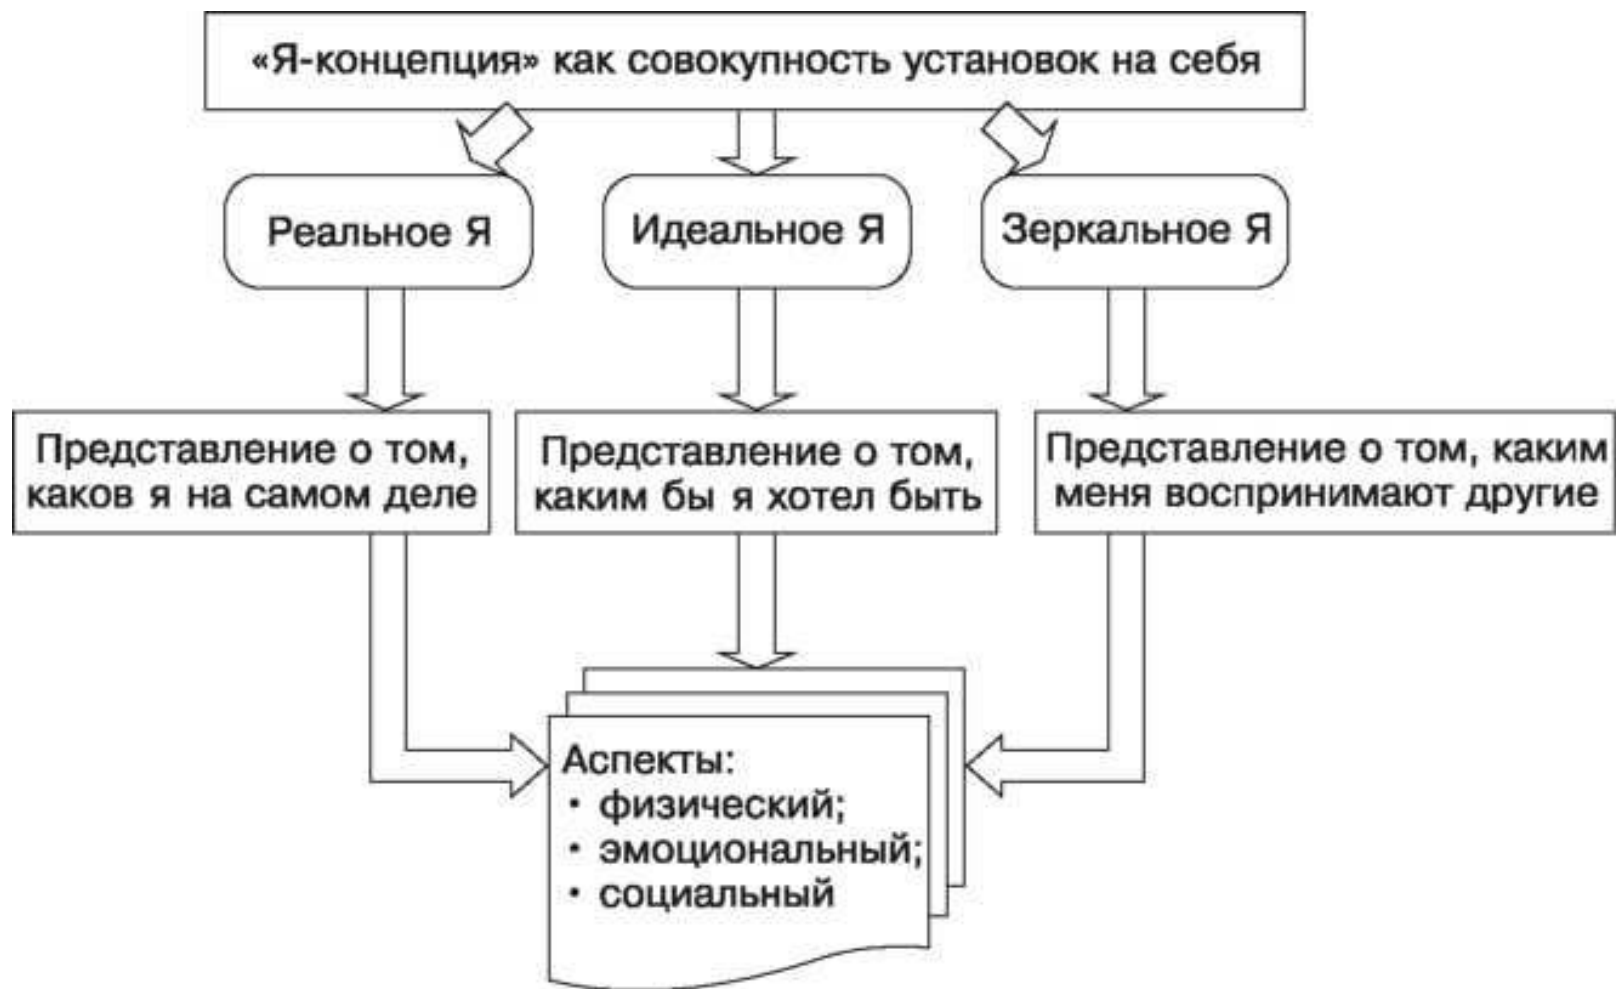 «Я-концепция» как совокупность установок на себя
Реальное Я
Идеальное Я
Зеркальное Я
Представление о том,
каков я на самом деле
Представление о том,
каким бы я хотел быть
Представление о том, каким
меня воспринимают другие
Аспекты:
• физический;
• эмоциональный;
• социальный